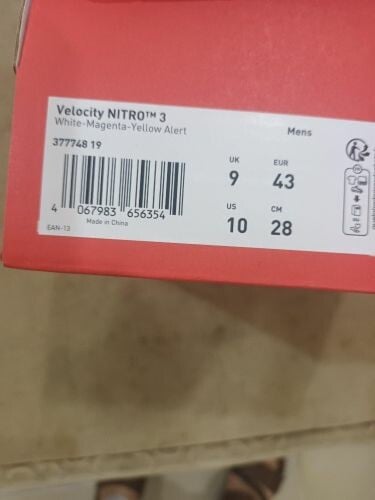 Velocity NITRO™ 3
White-Magenta-Yellow Alert
Mens
377748 19
UK EUR
9 43
US CM
10 28
4 067983 656354
Made in China
EAN-13